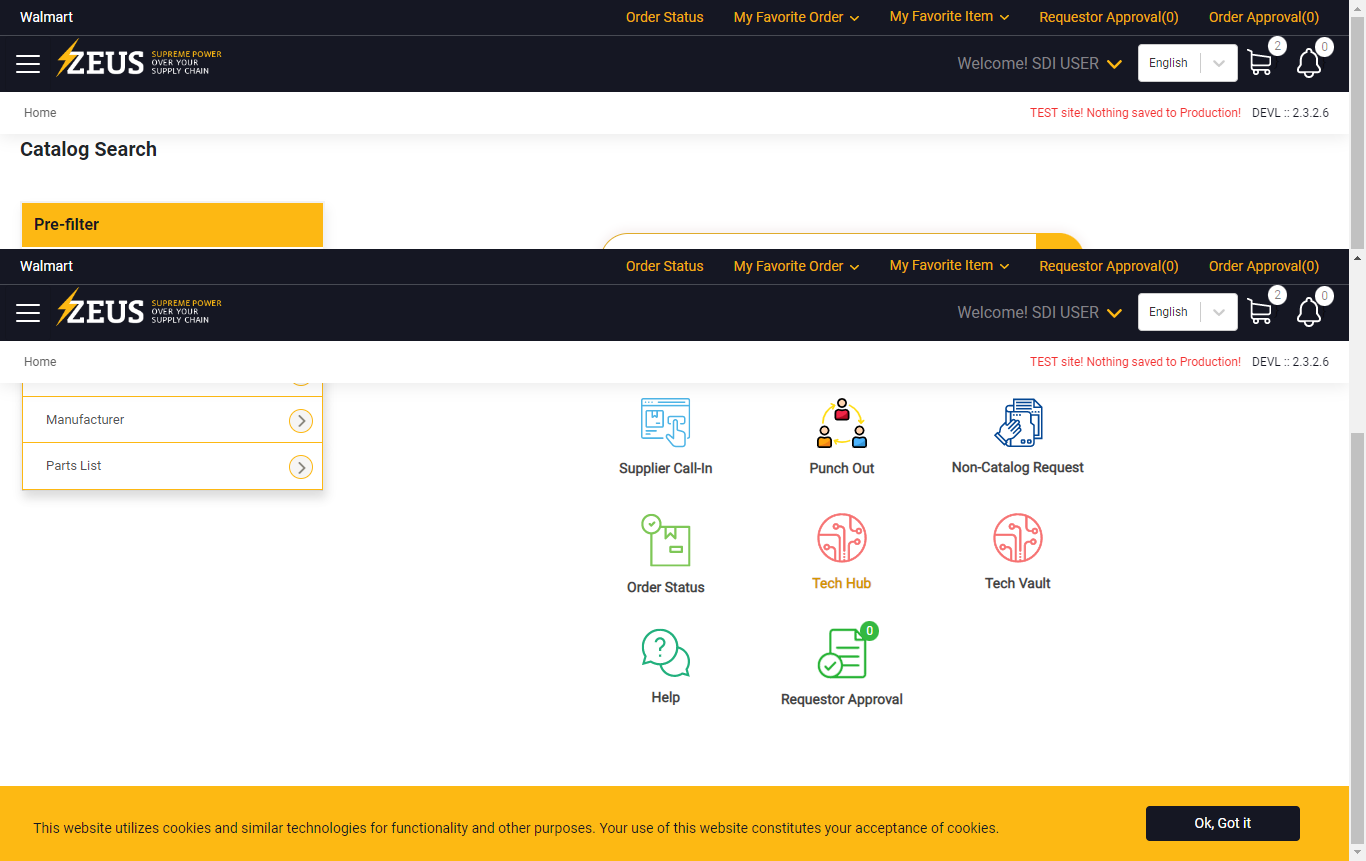 Walmart
Order Status My Favorite Order My Favorite Item Requestor Approval(0) Order Approval(0)
ZEUS SUPREME POWER
OVER YOUR
SUPPLY CHAIN
Welcome! SDI USER English 2 0
Home
TEST site! Nothing saved to Production! DEVL :: 2.3.2.6
Catalog Search
Pre-filter
Walmart
Order Status My Favorite Order My Favorite Item Requestor Approval(0) Order Approval(0)
ZEUS SUPREME POWER
OVER YOUR
SUPPLY CHAIN
Welcome! SDI USER English 2 0
Home
TEST site! Nothing saved to Production! DEVL :: 2.3.2.6
Manufacturer
Parts List
Supplier Call-In Punch Out Non-Catalog Request
Order Status Tech Hub Tech Vault
?
0
Help Requestor Approval
This website utilizes cookies and similar technologies for functionality and other purposes. Your use of this website constitutes your acceptance of cookies.
Ok, Got it